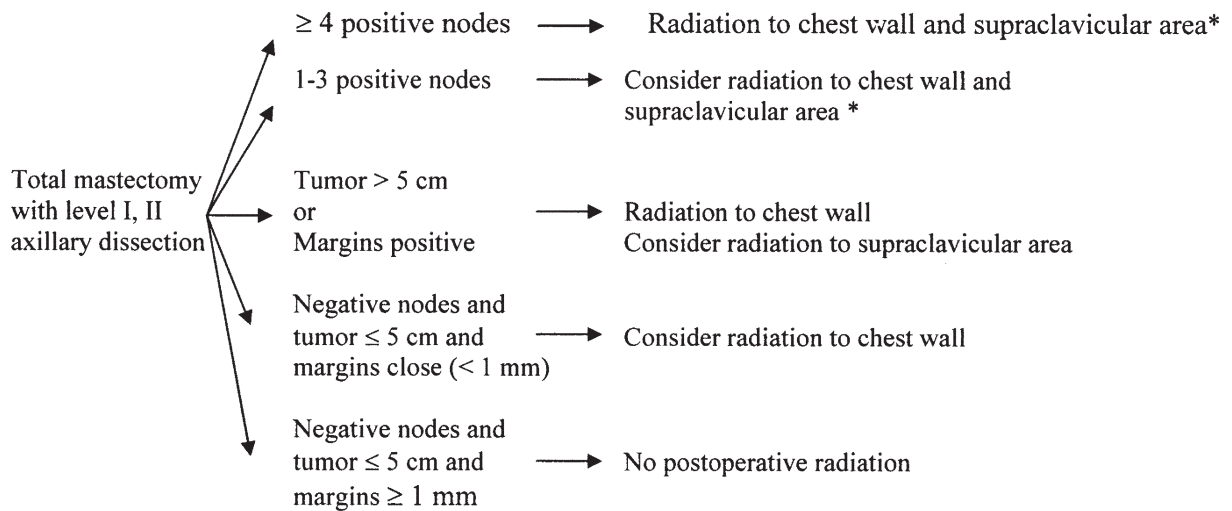 Total mastectomy
with level I, II
axillary dissection
≥ 4 positive nodes
Radiation to chest wall and supraclavicular area*
1-3 positive nodes
Consider radiation to chest wall and
supraclavicular area *
Tumor > 5 cm
or
Margins positive
Radiation to chest wall
Consider radiation to supraclavicular area
Negative nodes and
tumor ≤ 5 cm and
margins close (< 1 mm)
Consider radiation to chest wall
Negative nodes and
tumor ≤ 5 cm and
margins ≥ 1 mm
No postoperative radiation